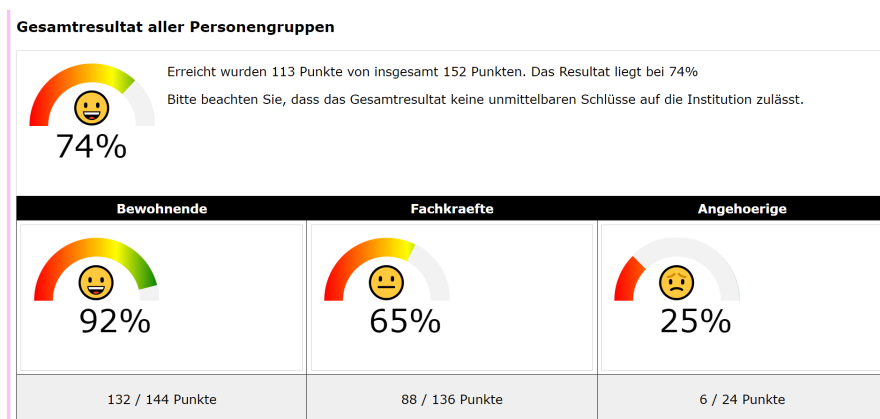 Gesamtresultat aller Personengruppen
Erreicht wurden 113 Punkte von insgesamt 152 Punkten. Das Resultat liegt bei 74%
Bitte beachten Sie, dass das Gesamtresultat keine unmittelbaren Schlüsse auf die Institution zulässt.
74%
Bewohnende Fachkraefte Angehoerige
92% 65% 25%
132 / 144 Punkte 88 / 136 Punkte 6 / 24 Punkte